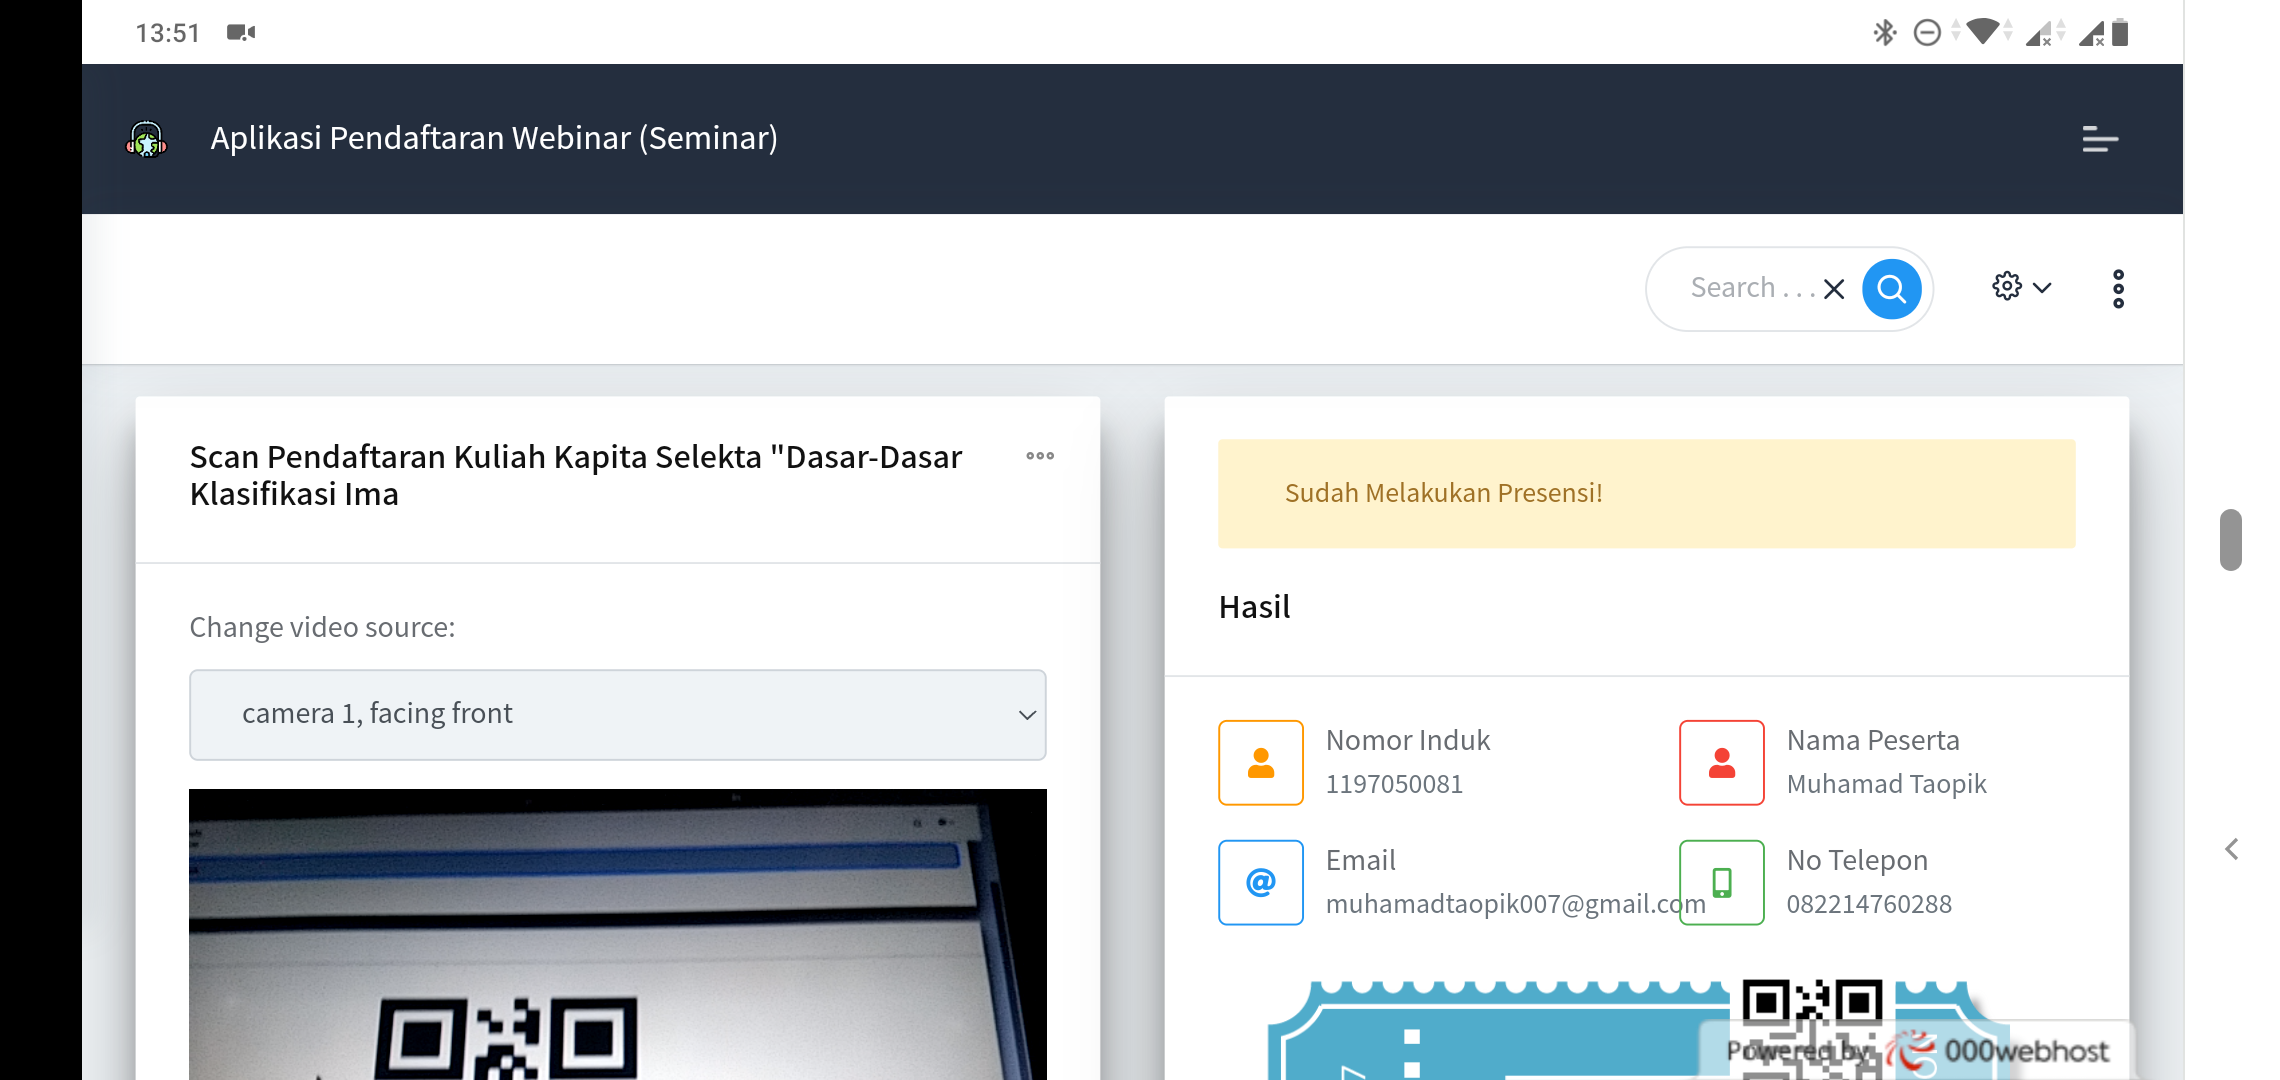 13:51
Aplikasi Pendaftaran Webinar (Seminar)
Search . . .
Scan Pendaftaran Kuliah Kapita Selekta "Dasar-Dasar
Klasifikasi Ima
Change video source:
camera 1, facing front
Sudah Melakukan Presensi!
Hasil
Nomor Induk
1197050081
Nama Peserta
Muhamad Taopik
Email
muhamadtaopik007@gmail.com
No Telepon
082214760288
Powered by 000webhost